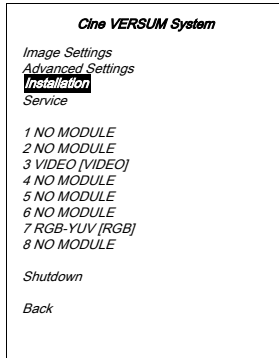 Cine VERSUM System
Image Settings
Advanced Settings
Installation
Service
1 NO MODULE
2 NO MODULE
3 VIDEO [VIDEO]
4 NO MODULE
5 NO MODULE
6 NO MODULE
7 RGB-YUV [RGB]
8 NO MODULE
Shutdown
Back